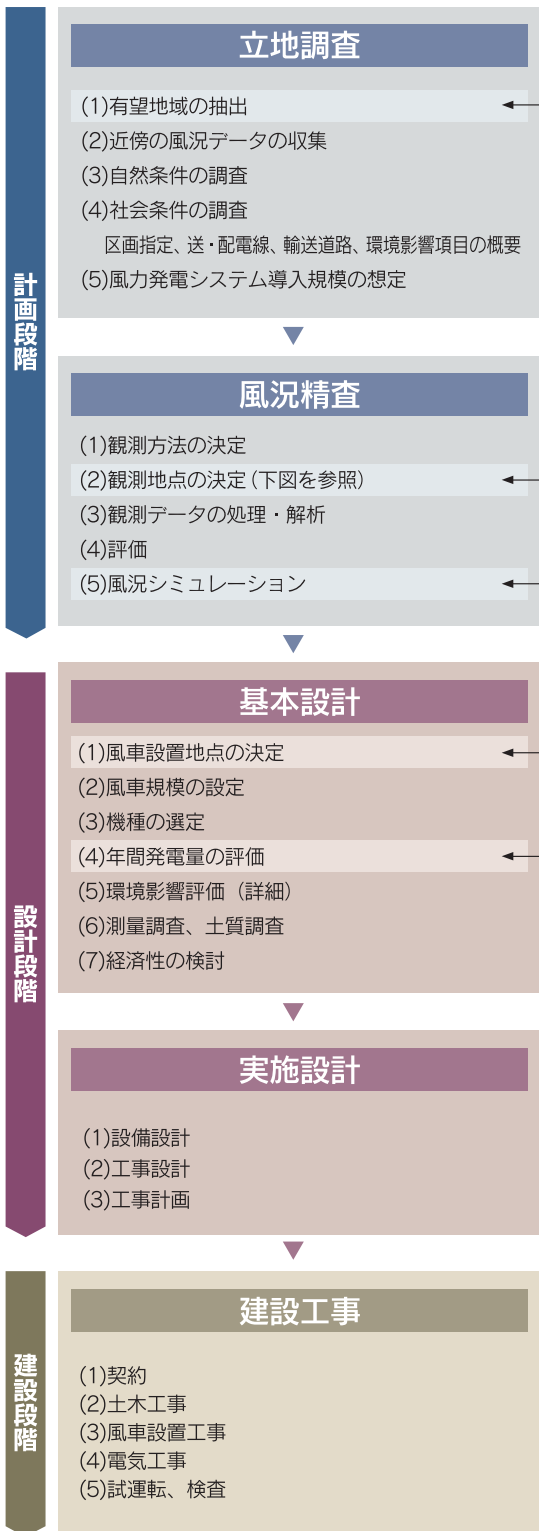 計画段階
立地調査
(1)有望地域の抽出
(2)近傍の風況データの収集
(3)自然条件の調査
(4)社会条件の調査
区画指定、送・配電線、輸送道路、環境影響項目の概要
(5)風力発電システム導入規模の想定
風況精査
(1)観測方法の決定
(2)観測地点の決定(下図を参照)
(3)観測データの処理・解析
(4)評価
(5)風況シミュレーション
設計段階
基本設計
(1)風車設置地点の決定
(2)風車規模の設定
(3)機種の選定
(4)年間発電量の評価
(5)環境影響評価（詳細）
(6)測量調査、土質調査
(7)経済性の検討
実施設計
(1)設備設計
(2)工事設計
(3)工事計画
建設段階
建設工事
(1)契約
(2)土木工事
(3)風車設置工事
(4)電気工事
(5)試運転、検査